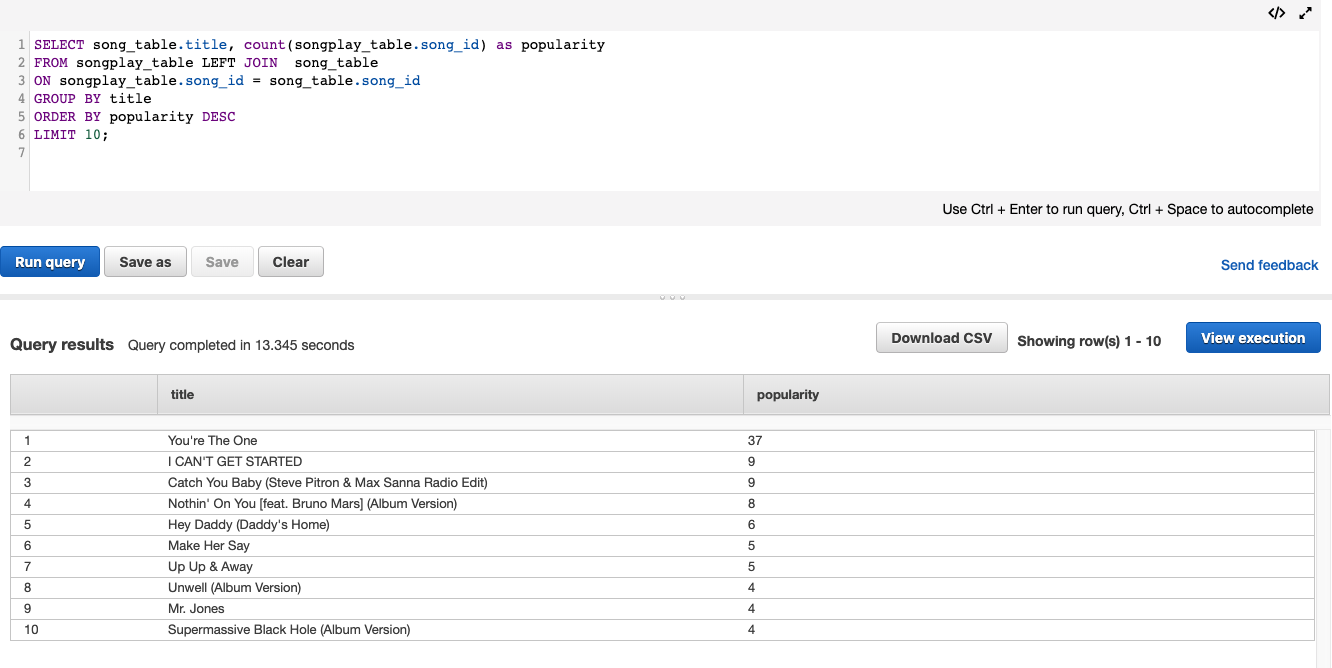 </>
1 SELECT song_table.title, count(songplay_table.song_id) as popularity
2 FROM songplay_table LEFT JOIN  song_table
3 ON songplay_table.song_id = song_table.song_id
4 GROUP BY title
5 ORDER BY popularity DESC
6 LIMIT 10;
7
Use Ctrl + Enter to run query, Ctrl + Space to autocomplete
Run query Save as Save Clear Send feedback
Query results Query completed in 13.345 seconds Download CSV Showing row(s) 1 - 10 View execution
title popularity
1 You're The One 37
2 I CAN'T GET STARTED 9
3 Catch You Baby (Steve Pitron & Max Sanna Radio Edit) 9
4 Nothin' On You [feat. Bruno Mars] (Album Version) 8
5 Hey Daddy (Daddy's Home) 6
6 Make Her Say 5
7 Up Up & Away 5
8 Unwell (Album Version) 4
9 Mr. Jones 4
10 Supermassive Black Hole (Album Version) 4